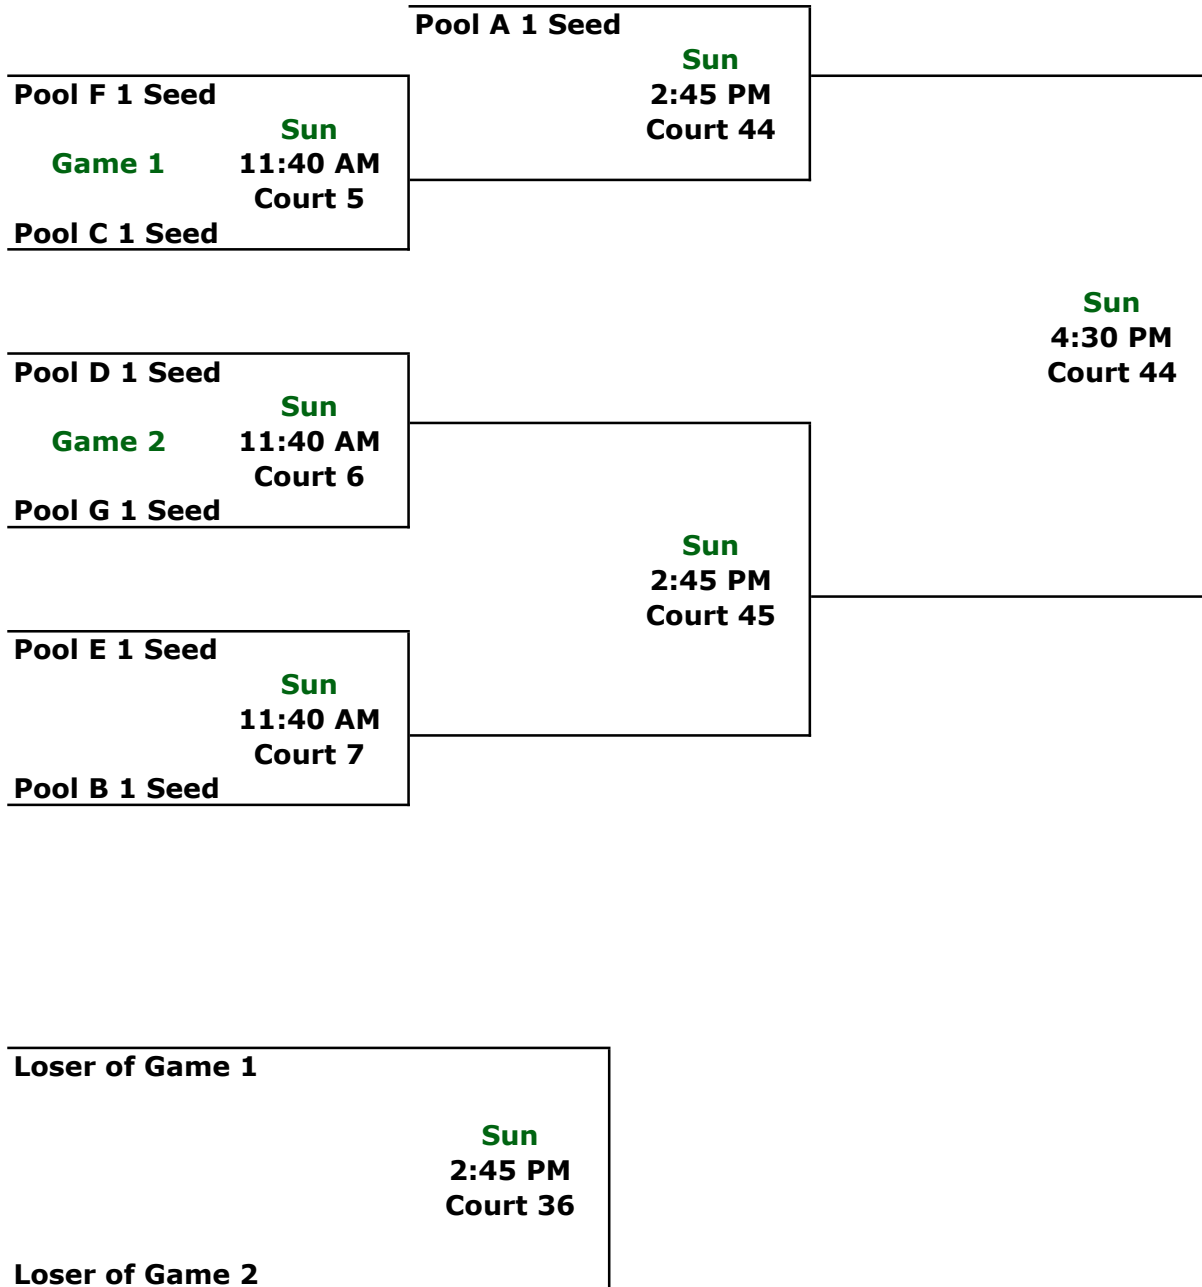 Pool A 1 Seed
Sun
2:45 PM
Court 44
Pool F 1 Seed
Sun
Game 1 11:40 AM
Court 5
Pool C 1 Seed
Sun
4:30 PM
Court 44
Pool D 1 Seed
Sun
Game 2 11:40 AM
Court 6
Pool G 1 Seed
Sun
2:45 PM
Court 45
Pool E 1 Seed
Sun
11:40 AM
Court 7
Pool B 1 Seed
Loser of Game 1
Sun
2:45 PM
Court 36
Loser of Game 2